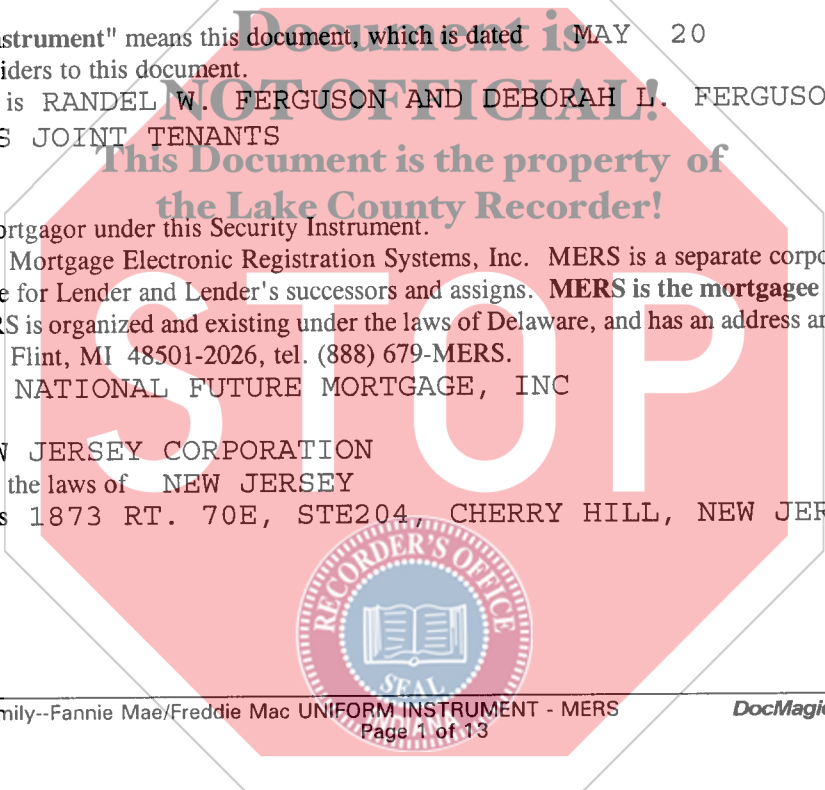 Document is
strument" means this document, which is dated MAY 20
iders to this document.
NOT OFFICIAL!
is RANDEL W. FERGUSON AND DEBORAH L. FERGUSO
S JOINT TENANTS
This Document is the property of
the Lake County Recorder!
ortgagor under this Security Instrument.
Mortgage Electronic Registration Systems, Inc. MERS is a separate corpo
e for Lender and Lender's successors and assigns. MERS is the mortgagee
RS is organized and existing under the laws of Delaware, and has an address an
Flint, MI 48501-2026, tel. (888) 679-MERS.
STOP
NATIONAL FUTURE MORTGAGE, INC
W JERSEY CORPORATION
the laws of NEW JERSEY
s 1873 RT. 70E, STE204, CHERRY HILL, NEW JER
RECORDER'S OFFICE
SEAL
INDIANA
mily--Fannie Mae/Freddie Mac UNIFORM INSTRUMENT - MERS DocMagic
Page 1 of 13